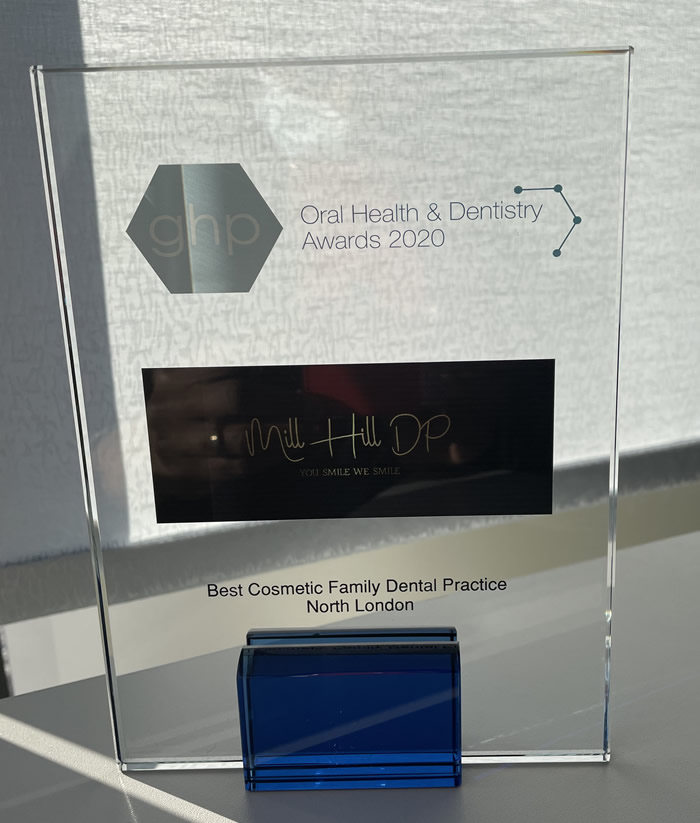 ghp
Oral Health & Dentistry
Awards 2020
Mill Hill DP
YOU SMILE WE SMILE
Best Cosmetic Family Dental Practice
North London